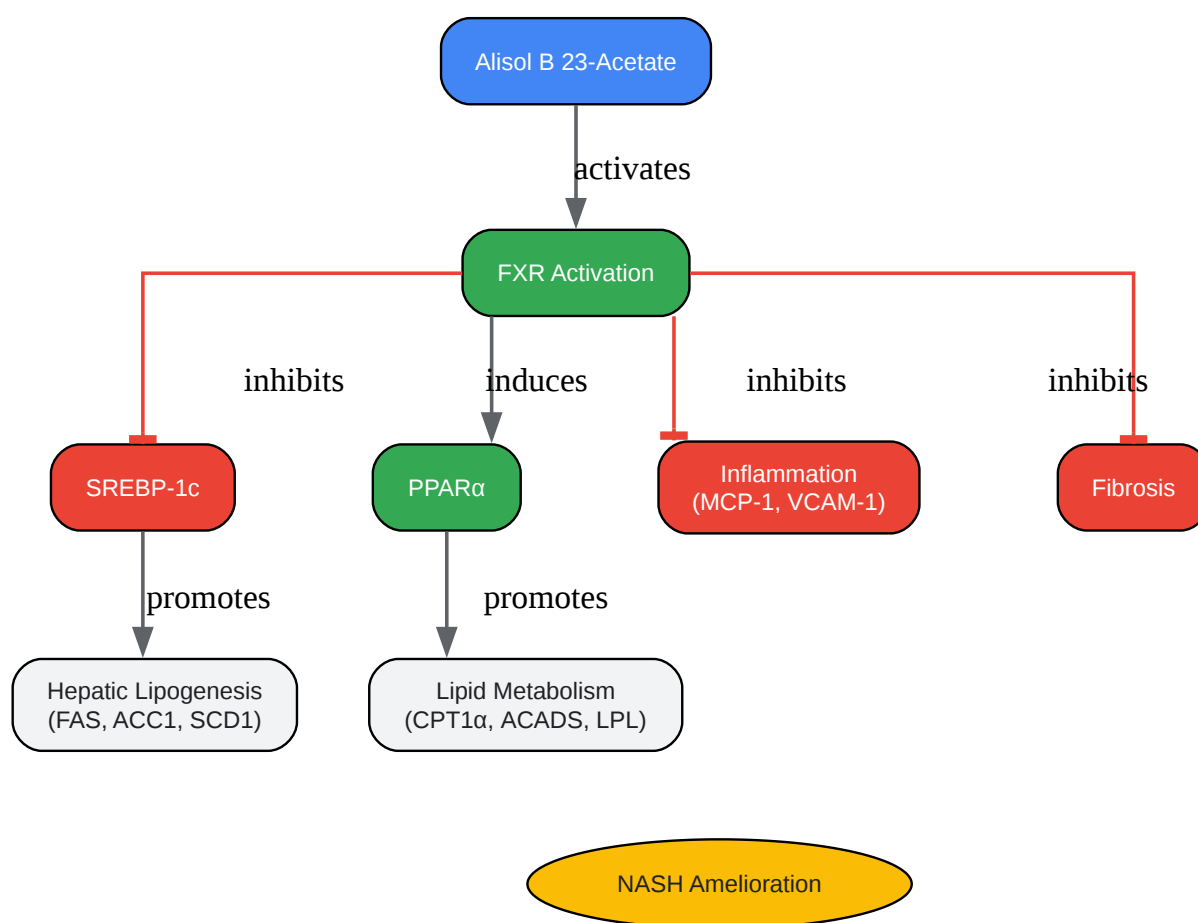 Alisol B 23-Acetate
activates
FXR Activation
inhibits
induces
inhibits
inhibits
SREBP-1c
PPARα
Inflammation
(MCP-1, VCAM-1)
Fibrosis
promotes
promotes
Hepatic Lipogenesis
(FAS, ACC1, SCD1)
Lipid Metabolism
(CPT1α, ACADS, LPL)
NASH Amelioration